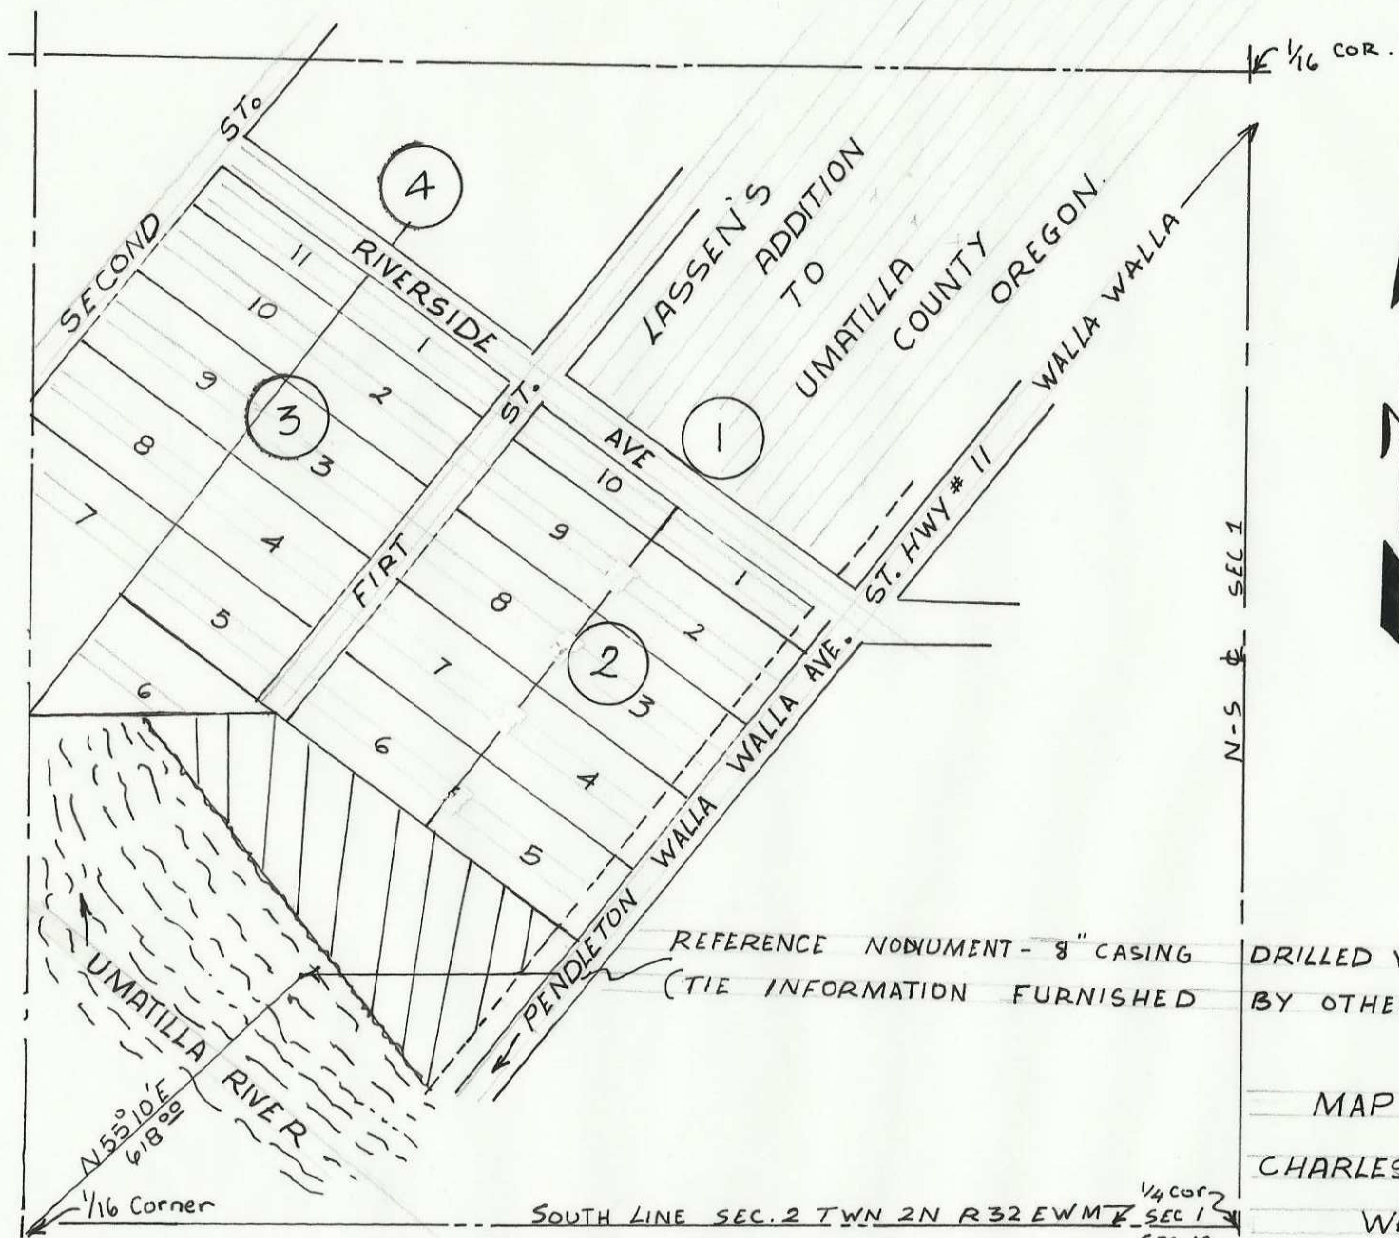 1/16 COR.
SECOND ST.
4
RIVERSIDE AVE
LASSEN'S
ADDITION
TO
UMATILLA
COUNTY
OREGON.
WALLA WALLA
ST. HWY # 11
11
10
9
8
7
1
2
3
4
5
6
3
FIRT ST.
1
10
9
8
7
6
1
2
3
4
5
2
N-S ȼ SEC 1
PENDLETON WALLA WALLA AVE.
REFERENCE NONUMENT - 8" CASING DRILLED
(TIE INFORMATION FURNISHED BY OTHE
UMATILLA
RIVER
N55°10'E
618.00
MAP
CHARLES
1/16 Corner
SOUTH LINE SEC. 2 TWN 2N R32 EWM
1/4 COR
SEC 1